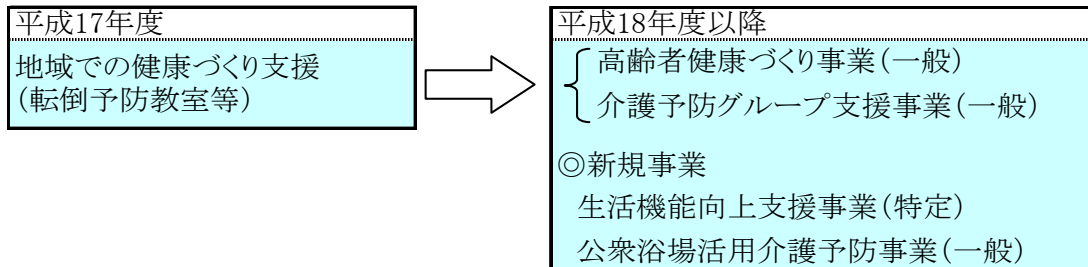 平成17年度
地域での健康づくり支援
(転倒予防教室等)
平成18年度以降
高齢者健康づくり事業(一般)
介護予防グループ支援事業(一般)
◎新規事業
生活機能向上支援事業(特定)
公衆浴場活用介護予防事業(一般)